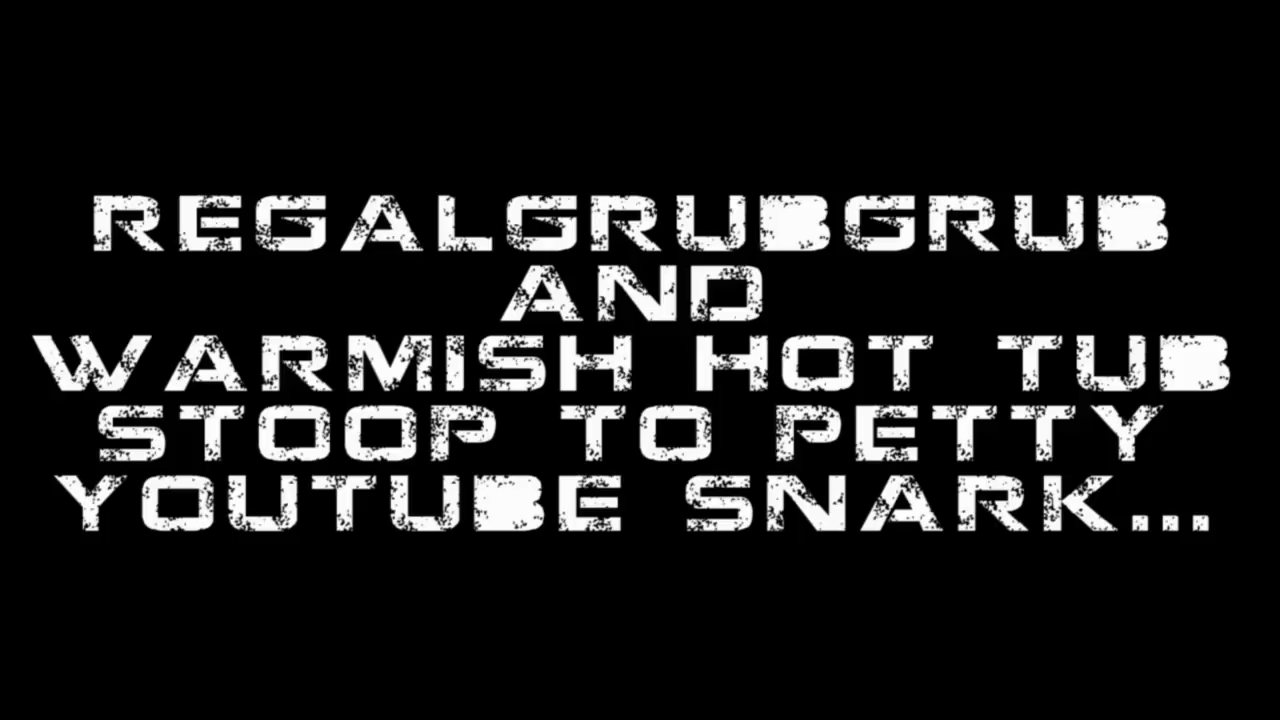 REGALGRUBGRUB
AND
WARMISH HOT TUB
STOOP TO PETTY
YOUTUBE SNARK...